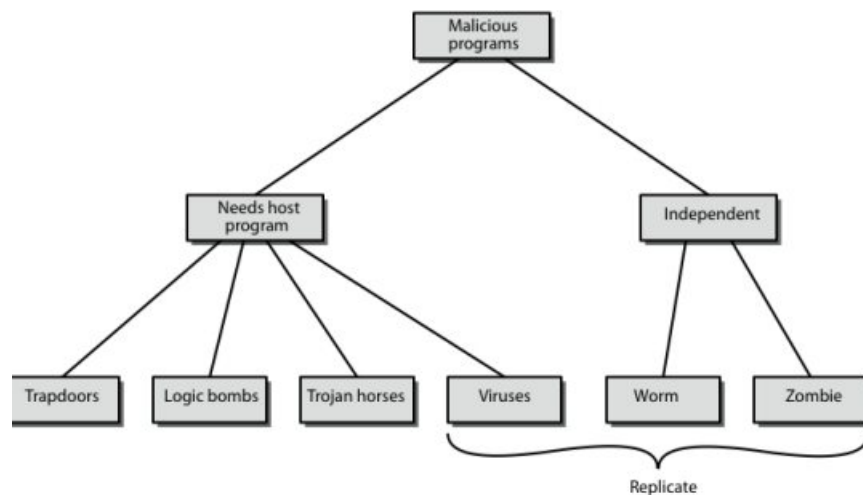 Malicious
programs
Needs host
program
Independent
Trapdoors
Logic bombs
Trojan horses
Viruses
Worm
Zombie
Replicate